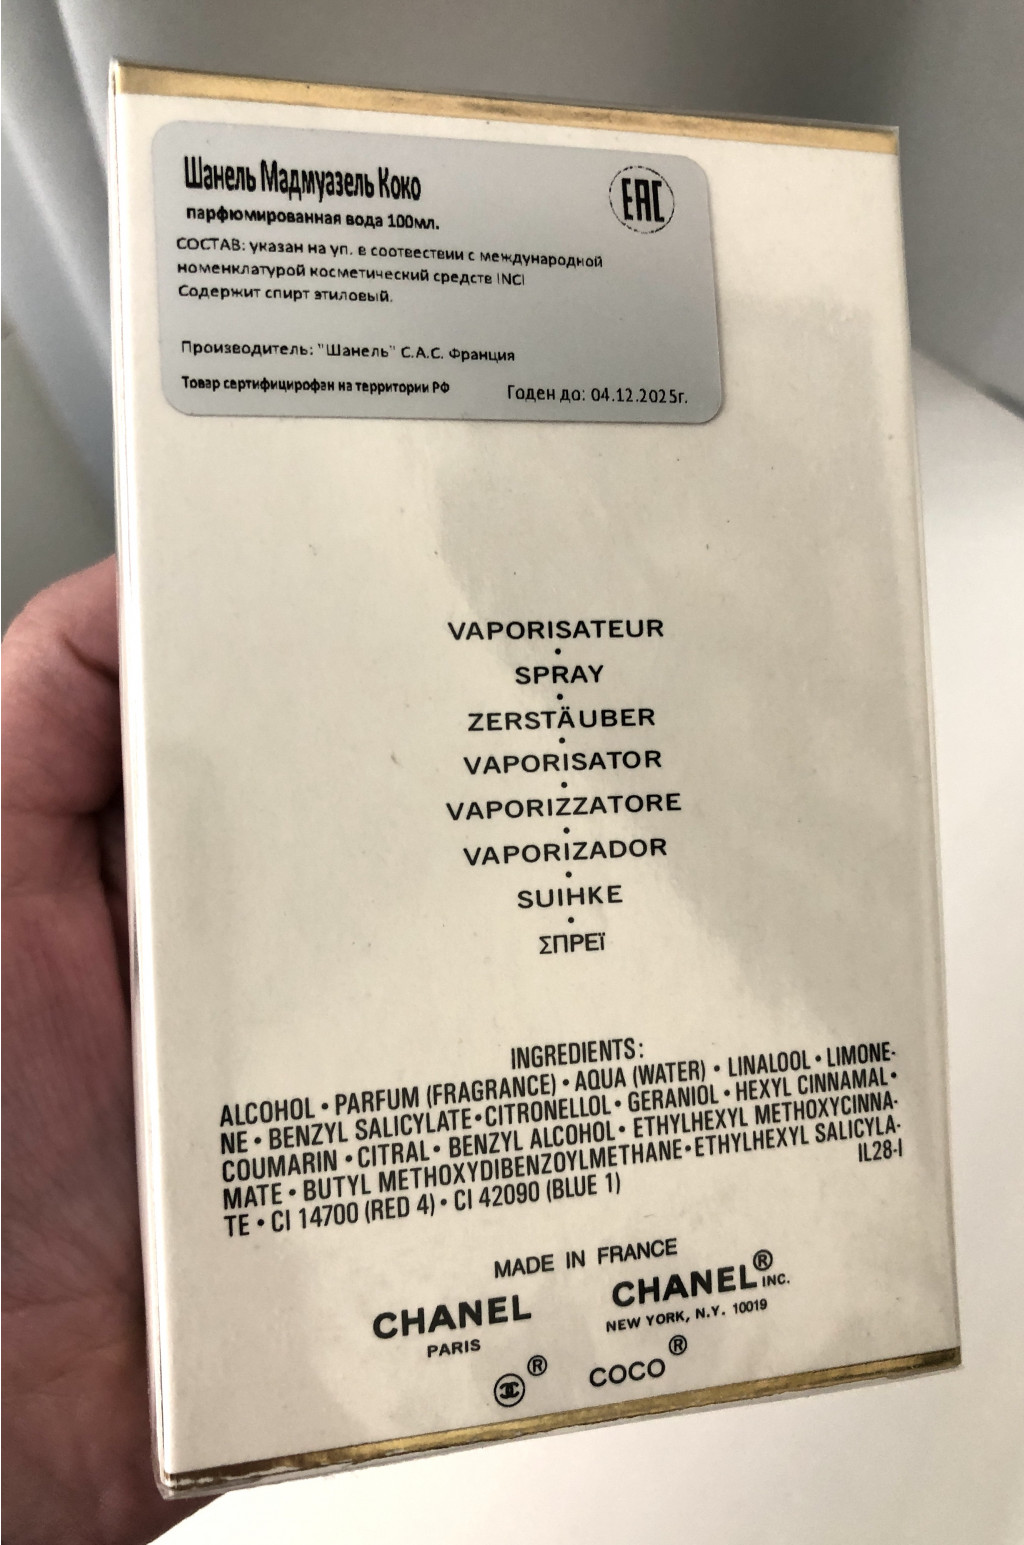 Шанель Мадмуазель Коко
парфюмированная вода 100мл.
EAC
СОСТАВ: указан на уп. в соотвествии с международной
номенклатурой косметический средств INCI
Содержит спирт этиловый.
Производитель: "Шанель" С.А.С. Франция
Товар сертифицирофан на территории РФ
Годен до: 04.12.2025г.
VAPORISATEUR
•
SPRAY
•
ZERSTÄUBER
•
VAPORISATOR
•
VAPORIZZATORE
•
VAPORIZADOR
•
SUIHKE
•
ΣΠΡΕΪ
INGREDIENTS:
ALCOHOL • PARFUM (FRAGRANCE) • AQUA (WATER) • LINALOOL • LIMONE-
NE • BENZYL SALICYLATE • CITRONELLOL • GERANIOL • HEXYL CINNAMAL •
COUMARIN • CITRAL • BENZYL ALCOHOL • ETHYLHEXYL METHOXYCINNA-
MATE • BUTYL METHOXYDIBENZOYLMETHANE • ETHYLHEXYL SALICYLA-
TE • CI 14700 (RED 4) • CI 42090 (BLUE 1)
IL28-I
MADE IN FRANCE
CHANEL
PARIS
CHANEL® INC.
NEW YORK, N.Y. 10019
®
COCO®